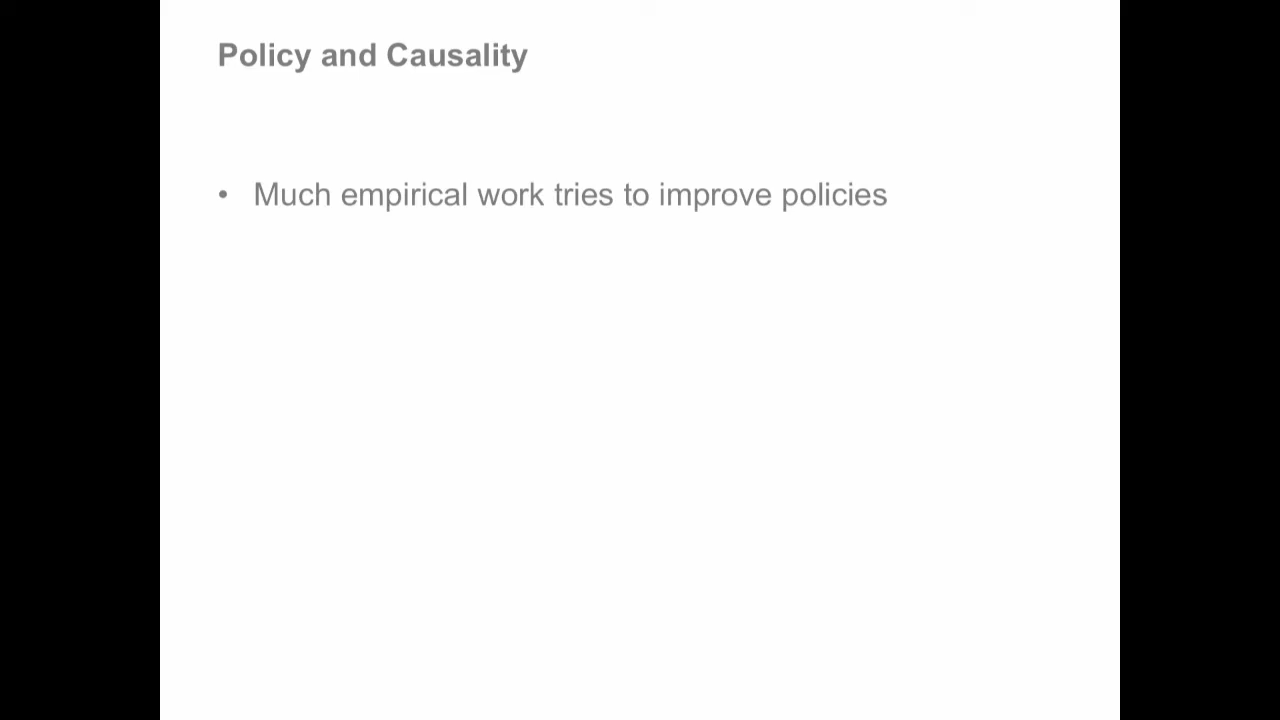 Policy and Causality
• Much empirical work tries to improve policies